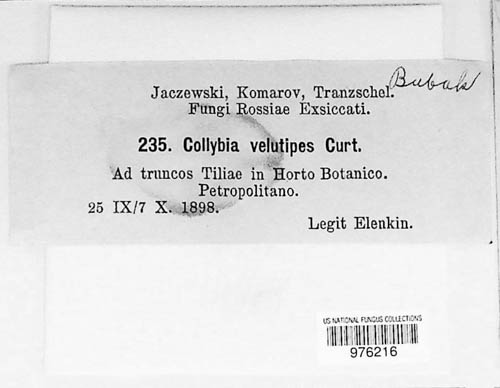 Bubak
Jaczewski, Komarov, Tranzschel.
Fungi Rossiae Exsiccati.
235. Collybia velutipes Curt.
Ad truncos Tiliae in Horto Botanico.
Petropolitano.
25 IX/7 X. 1898.
Legit Elenkin.
US NATIONAL FUNGUS COLLECTIONS
976216